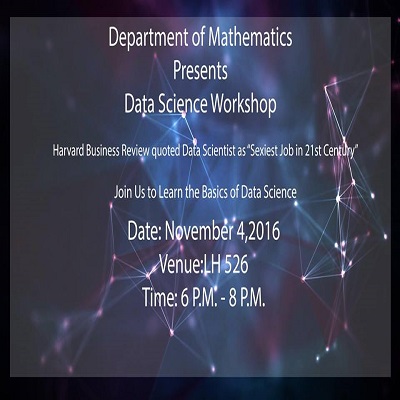 Department of Mathematics
Presents
Data Science Workshop
Harvard Business Review quoted Data Scientist as “Sexiest Job in 21st Century”
Join Us to Learn the Basics of Data Science
Date: November 4,2016
Venue:LH 526
Time: 6 P.M. - 8 P.M.